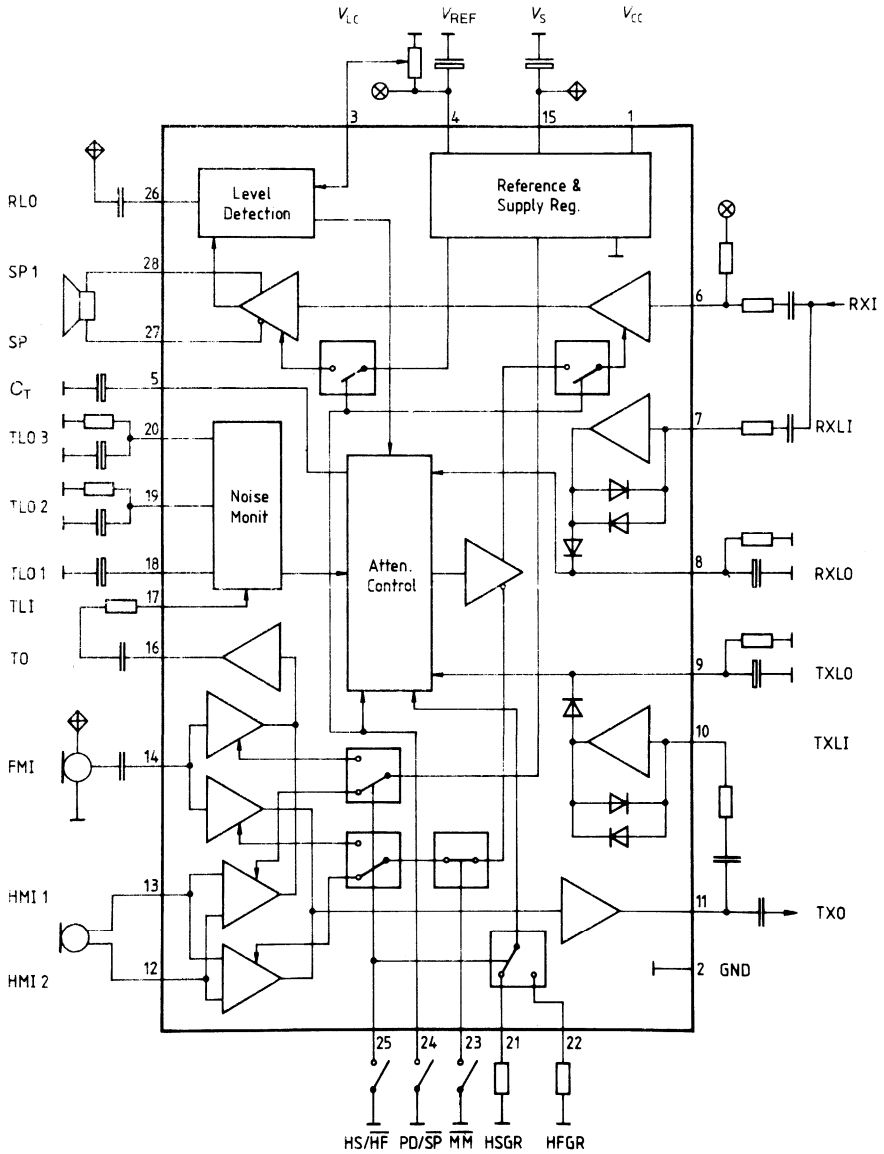 V_LC V_REF V_S V_CC
3 4 15 1
RLO 26
Level
Detection
Reference &
Supply Reg.
SP 1 28
6 RXI
SP 27
C_T 5
7 RXLI
TLO 3 20
TLO 2 19
Noise
Monit
TLO 1 18
Atten.
Control
8 RXLO
TLI 17
TO 16
9 TXLO
10 TXLI
FMI 14
HMI 1 13
11 TXO
HMI 2 12
2 GND
25 24 23 21 22
HS/H̅F̅ PD/S̅P̅ M̅M̅ HSGR HFGR